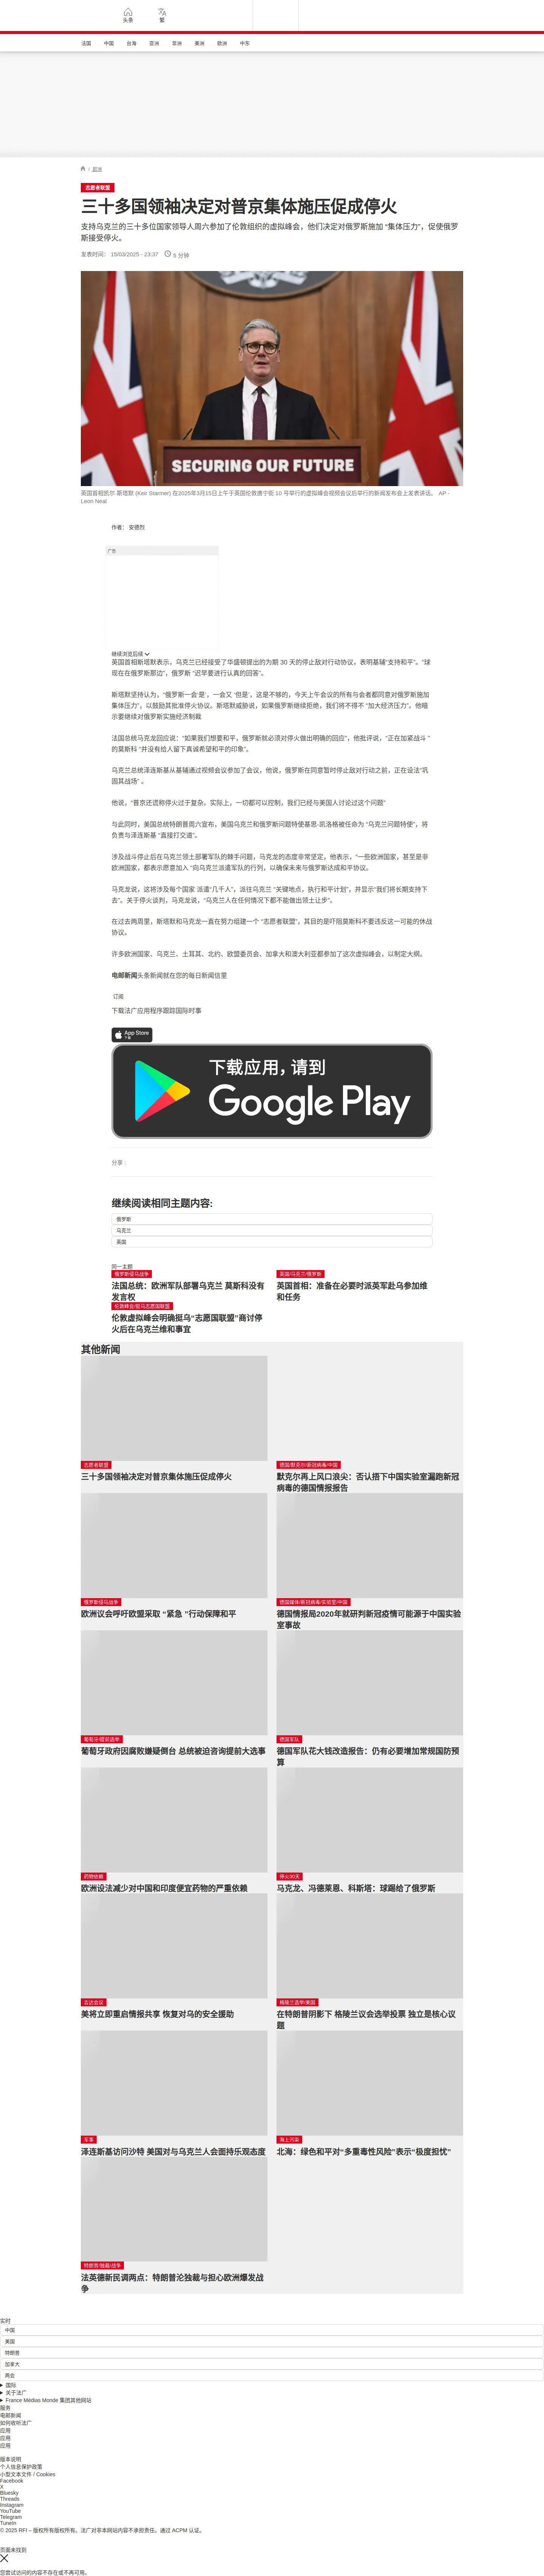 头条
繁
法国
中国
台海
亚洲
非洲
美洲
欧洲
中东
/ 欧洲
志愿者联盟
三十多国领袖决定对普京集体施压促成停火
支持乌克兰的三十多位国家领导人周六参加了伦敦组织的虚拟峰会，他们决定对俄罗斯施加 “集体压力”，促使俄罗
斯接受停火。
发表时间： 15/03/2025 - 23:37
5 分钟
SECURING OUR FUTURE
英国首相凯尔·斯塔默 (Keir Starmer) 在2025年3月15日上午于英国伦敦唐宁街 10 号举行的虚拟峰会视频会议后举行的新闻发布会上发表讲话。 AP -
Leon Neal
作者： 安德烈
广告
继续浏览后续
英国首相斯塔默表示，乌克兰已经接受了华盛顿提出的为期 30 天的停止敌对行动协议，表明基辅“支持和平”。“球
现在在俄罗斯那边”，俄罗斯 “迟早要进行认真的回答”。
斯塔默坚持认为，“俄罗斯一会‘是’，一会又 ‘但是’，这是不够的，今天上午会议的所有与会者都同意对俄罗斯施加
集体压力”，以鼓励其批准停火协议。斯塔默威胁说，如果俄罗斯继续拒绝，我们将不得不 “加大经济压力”。他暗
示要继续对俄罗斯实施经济制裁
法国总统马克龙回应说：“如果我们想要和平，俄罗斯就必须对停火做出明确的回应”，他批评说，“正在加紧战斗 ”
的莫斯科 “并没有给人留下真诚希望和平的印象”。
乌克兰总统泽连斯基从基辅通过视频会议参加了会议，他说，俄罗斯在同意暂时停止敌对行动之前，正在设法“巩
固其战场” 。
他说，“普京还谎称停火过于复杂。实际上，一切都可以控制，我们已经与美国人讨论过这个问题”
与此同时，美国总统特朗普周六宣布，美国乌克兰和俄罗斯问题特使基思-凯洛格被任命为 “乌克兰问题特使”，将
负责与泽连斯基 “直接打交道”。
涉及战斗停止后在乌克兰领土部署军队的棘手问题，马克龙的态度非常坚定，他表示，”一些欧洲国家，甚至是非
欧洲国家，都表示愿意加入 “向乌克兰派遣军队的行列，以确保未来与俄罗斯达成和平协议。
马克龙说，这将涉及每个国家 派遣“几千人”，派往乌克兰 “关键地点，执行和平计划”，并显示“我们将长期支持下
去”。关于停火谈判，马克龙说，“乌克兰人在任何情况下都不能做出领土让步”。
在过去两周里，斯塔默和马克龙一直在努力组建一个 “志愿者联盟”，其目的是吓阻莫斯科不要违反这一可能的休战
协议。
许多欧洲国家、乌克兰、土耳其、北约、欧盟委员会、加拿大和澳大利亚都参加了这次虚拟峰会，以制定大纲。
电邮新闻头条新闻就在您的每日新闻信里
订阅
下载法广应用程序跟踪国际时事
App Store
下载
下载应用，请到
Google Play
分享 :
继续阅读相同主题内容:
俄罗斯
乌克兰
英国
同一主题
俄罗斯侵乌战争
法国总统：欧洲军队部署乌克兰 莫斯科没有
发言权
英国/乌克兰/俄罗斯
英国首相：准备在必要时派英军赴乌参加维
和任务
伦敦峰会/挺乌志愿国联盟
伦敦虚拟峰会明确挺乌“志愿国联盟”商讨停
火后在乌克兰维和事宜
其他新闻
志愿者联盟
三十多国领袖决定对普京集体施压促成停火
德国/默克尔/新冠病毒/中国
默克尔再上风口浪尖：否认捂下中国实验室漏跑新冠
病毒的德国情报报告
俄罗斯侵乌战争
欧洲议会呼吁欧盟采取 “紧急 ”行动保障和平
德国媒体/新冠病毒/实验室/中国
德国情报局2020年就研判新冠疫情可能源于中国实验
室事故
葡萄牙/提前选举
葡萄牙政府因腐败嫌疑倒台 总统被迫咨询提前大选事
德国军队
德国军队花大钱改造报告：仍有必要增加常规国防预
算
药物依赖
欧洲设法减少对中国和印度便宜药物的严重依赖
停火30天
马克龙、冯德莱恩、科斯塔：球踢给了俄罗斯
吉达会议
美将立即重启情报共享 恢复对乌的安全援助
格陵兰选举/美国
在特朗普阴影下 格陵兰议会选举投票 独立是核心议
题
军事
泽连斯基访问沙特 美国对与乌克兰人会面持乐观态度
海上污染
北海：绿色和平对“多重毒性风险”表示“极度担忧”
特朗普/独裁/战争
法英德新民调两点：特朗普沦独裁与担心欧洲爆发战
争
实时
中国
美国
特朗普
加拿大
两会
国际
关于法广
France Médias Monde 集团其他网站
服务
电邮新闻
如何收听法广
应用
应用
应用
版本说明
个人信息保护政策
小型文本文件 / Cookies
Facebook
X
Bluesky
Threads
Instagram
YouTube
Telegram
TuneIn
© 2025 RFI – 版权所有版权所有。法广对非本网站内容不承担责任。通过 ACPM 认证。
页面未找到
您尝试访问的内容不存在或不再可用。